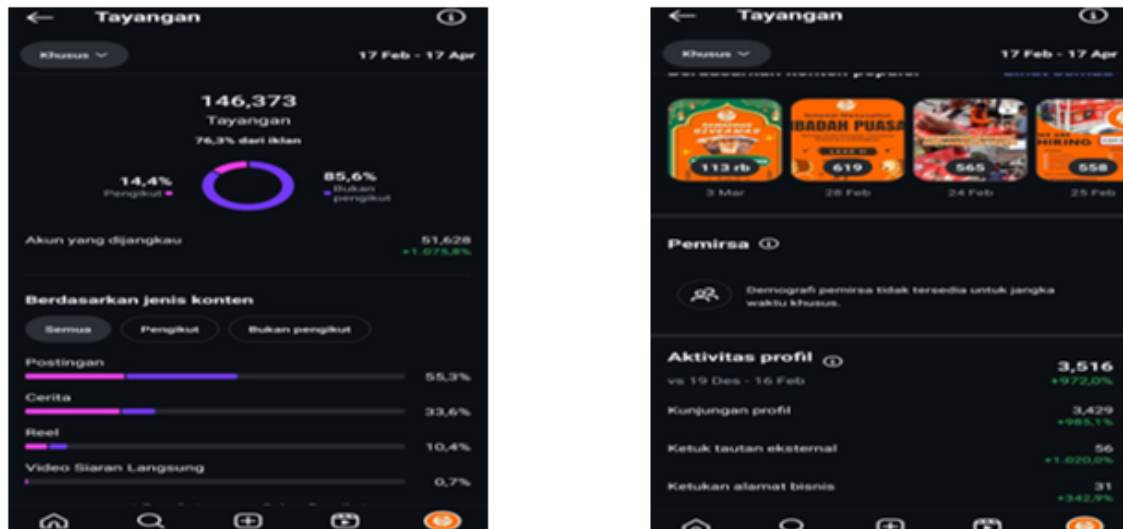 Tayangan
Khusus
17 Feb - 17 Apr
146,373
Tayangan
76,3% dari iklan
14,4%
Pengikut
85,6%
Bukan
pengikut
Akun yang dijangkau
51,628
+1.075,8%
Berdasarkan jenis konten
Semua
Pengikut
Bukan pengikut
Postingan
55,3%
Cerita
33,6%
Reel
10,4%
Video Siaran Langsung
0,7%
Tayangan
Khusus
17 Feb - 17 Apr
GIVEAWAY
113 rb
3 Mar
IBADAH PUASA
619
28 Feb
565
24 Feb
HIRING
558
25 Feb
Pemirsa
Demografi pemirsa tidak tersedia untuk jangka
waktu khusus.
Aktivitas profil
3,516
vs 19 Des - 16 Feb
+972,0%
Kunjungan profil
3,429
+985,1%
Ketuk tautan eksternal
56
+1.020,0%
Ketukan alamat bisnis
31
+342,9%